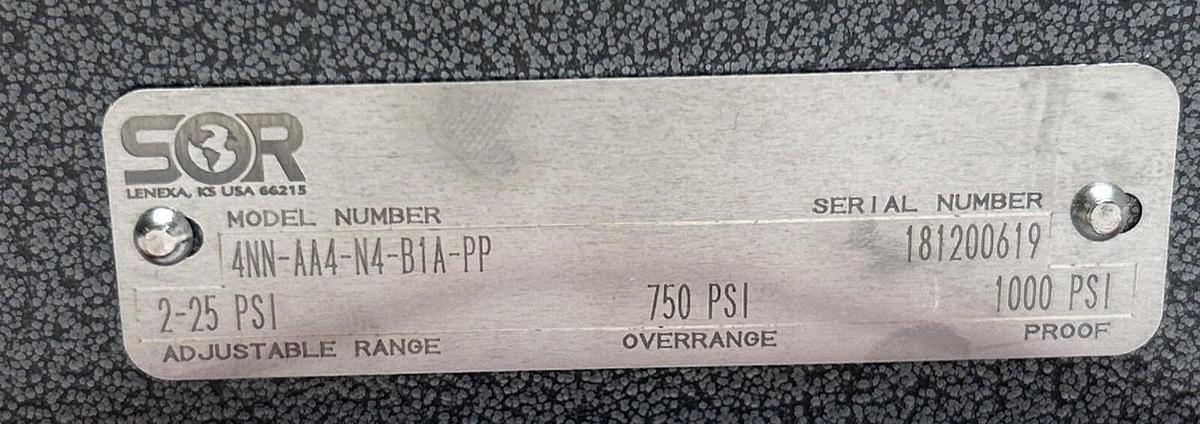 SOR
LENEXA, KS USA 66215
MODEL NUMBER
4NN-AA4-N4-B1A-PP
SERIAL NUMBER
181200619
2-25 PSI
ADJUSTABLE RANGE
750 PSI
OVERRANGE
1000 PSI
PROOF